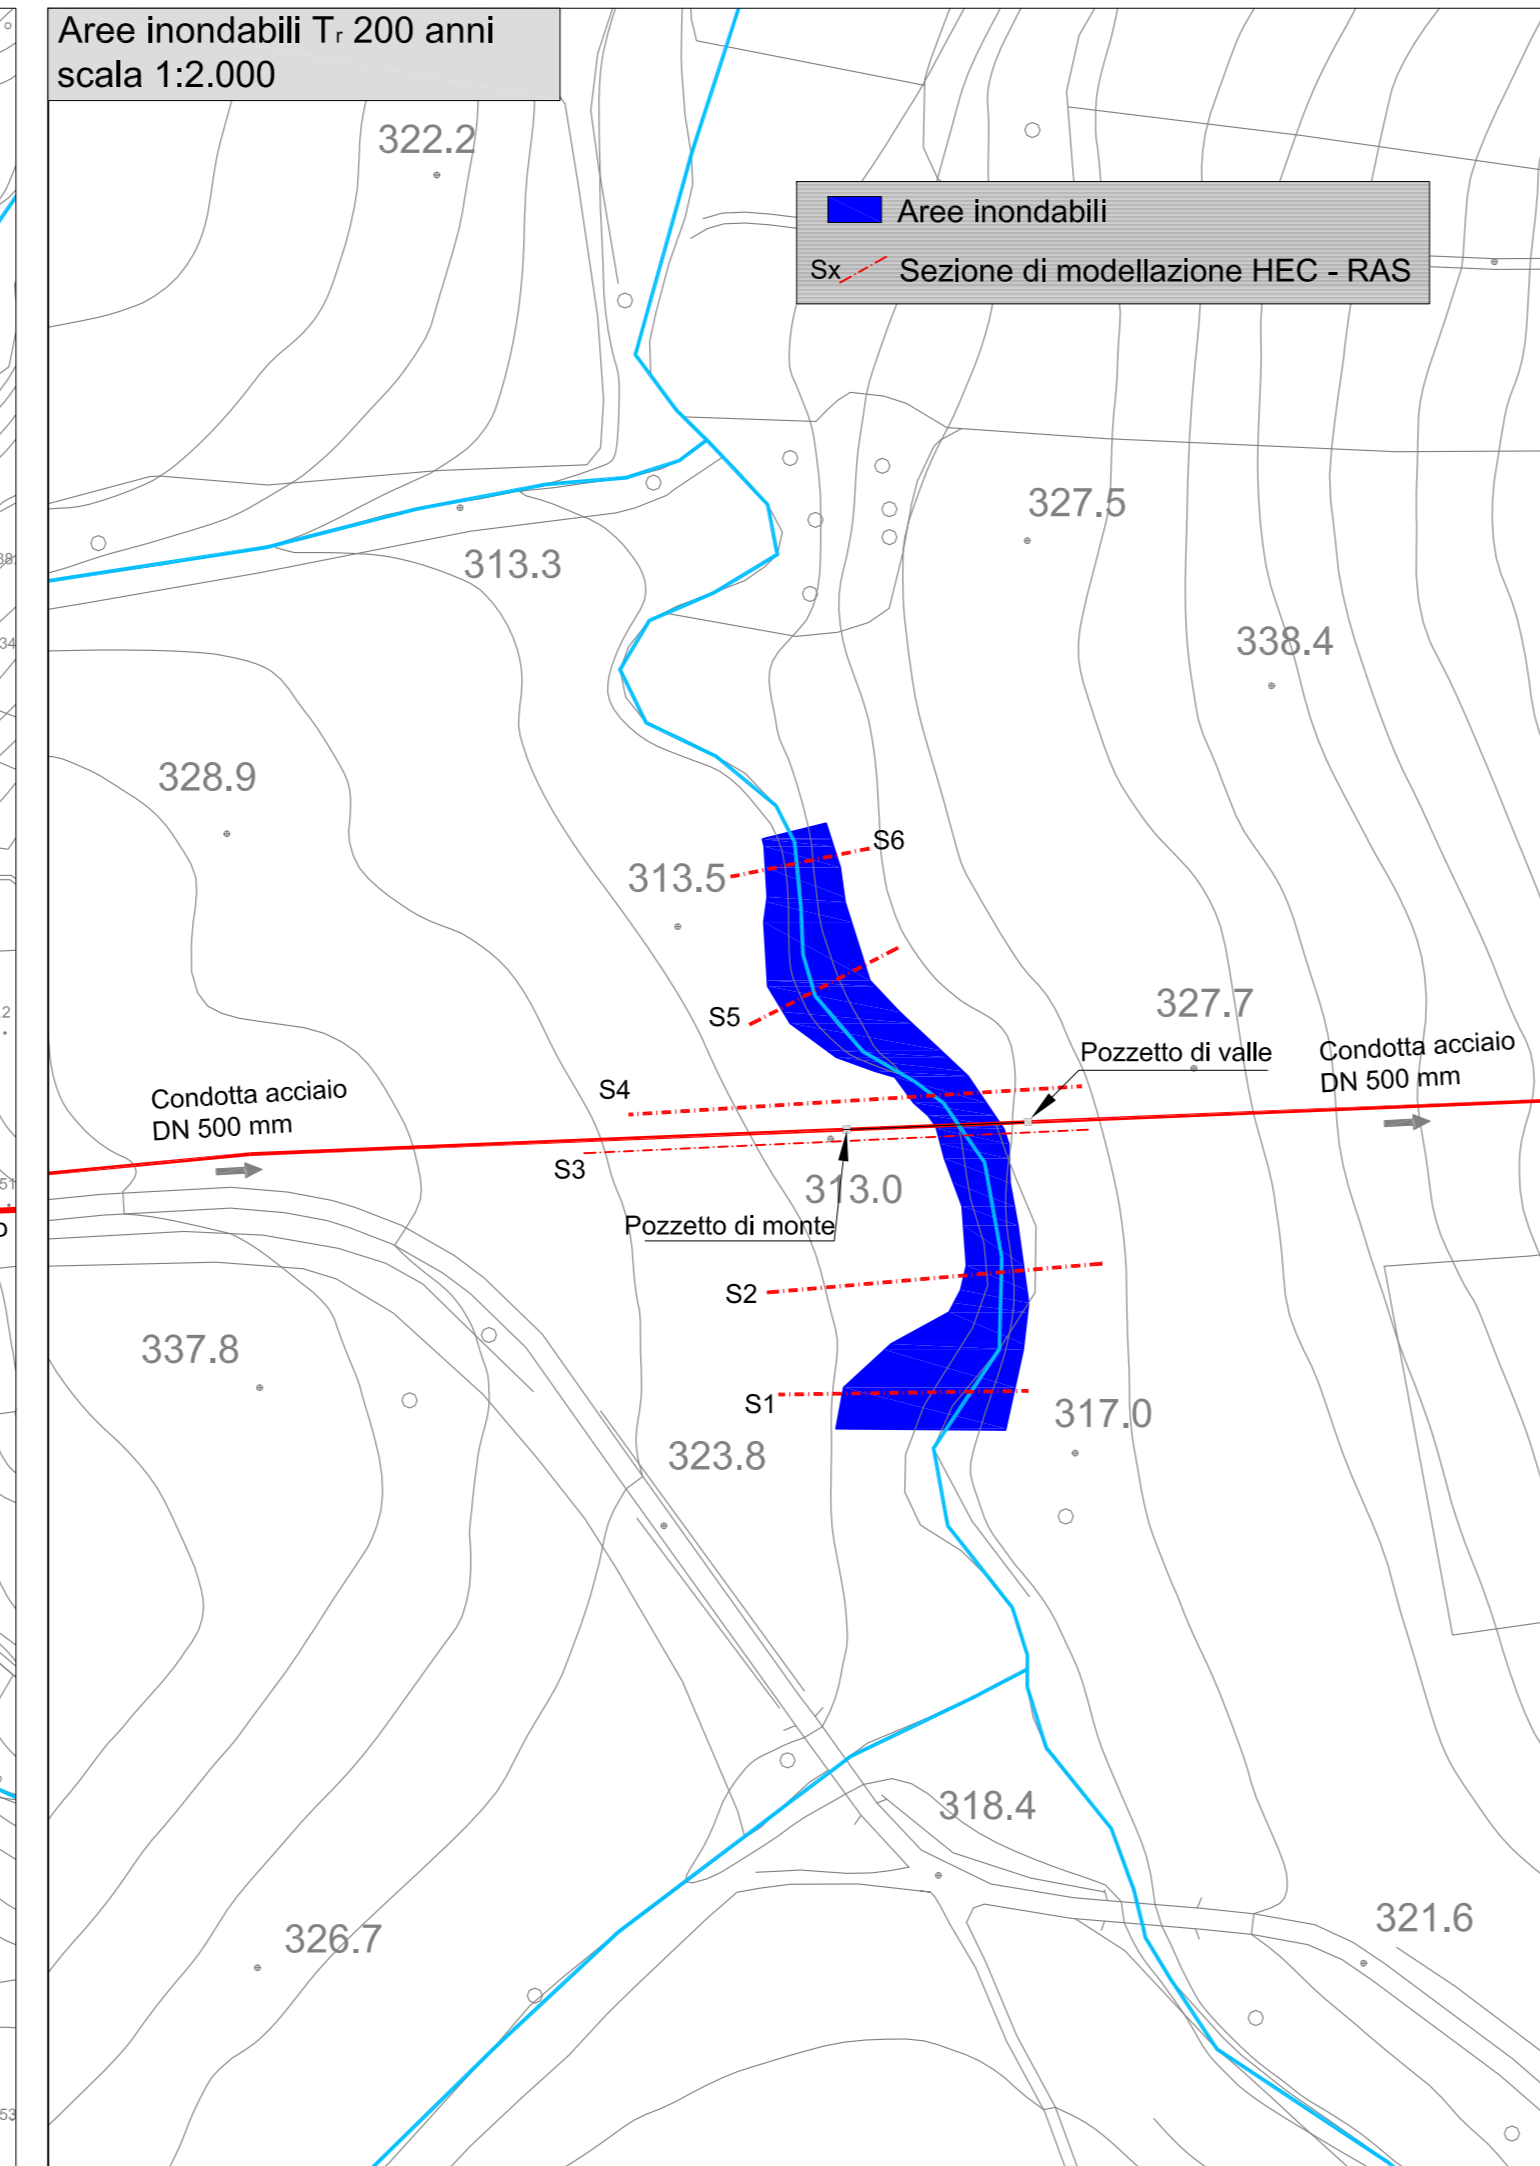 Aree inondabili Tr 200 anni
scala 1:2.000
322.2
Aree inondabili
Sx Sezione di modellazione HEC - RAS
327.5
313.3
338.4
328.9
S6
313.5
327.7
S5
Pozzetto di valle
Condotta acciaio
DN 500 mm
S4
Condotta acciaio
DN 500 mm
S3
313.0
Pozzetto di monte
S2
337.8
S1
317.0
323.8
318.4
321.6
326.7